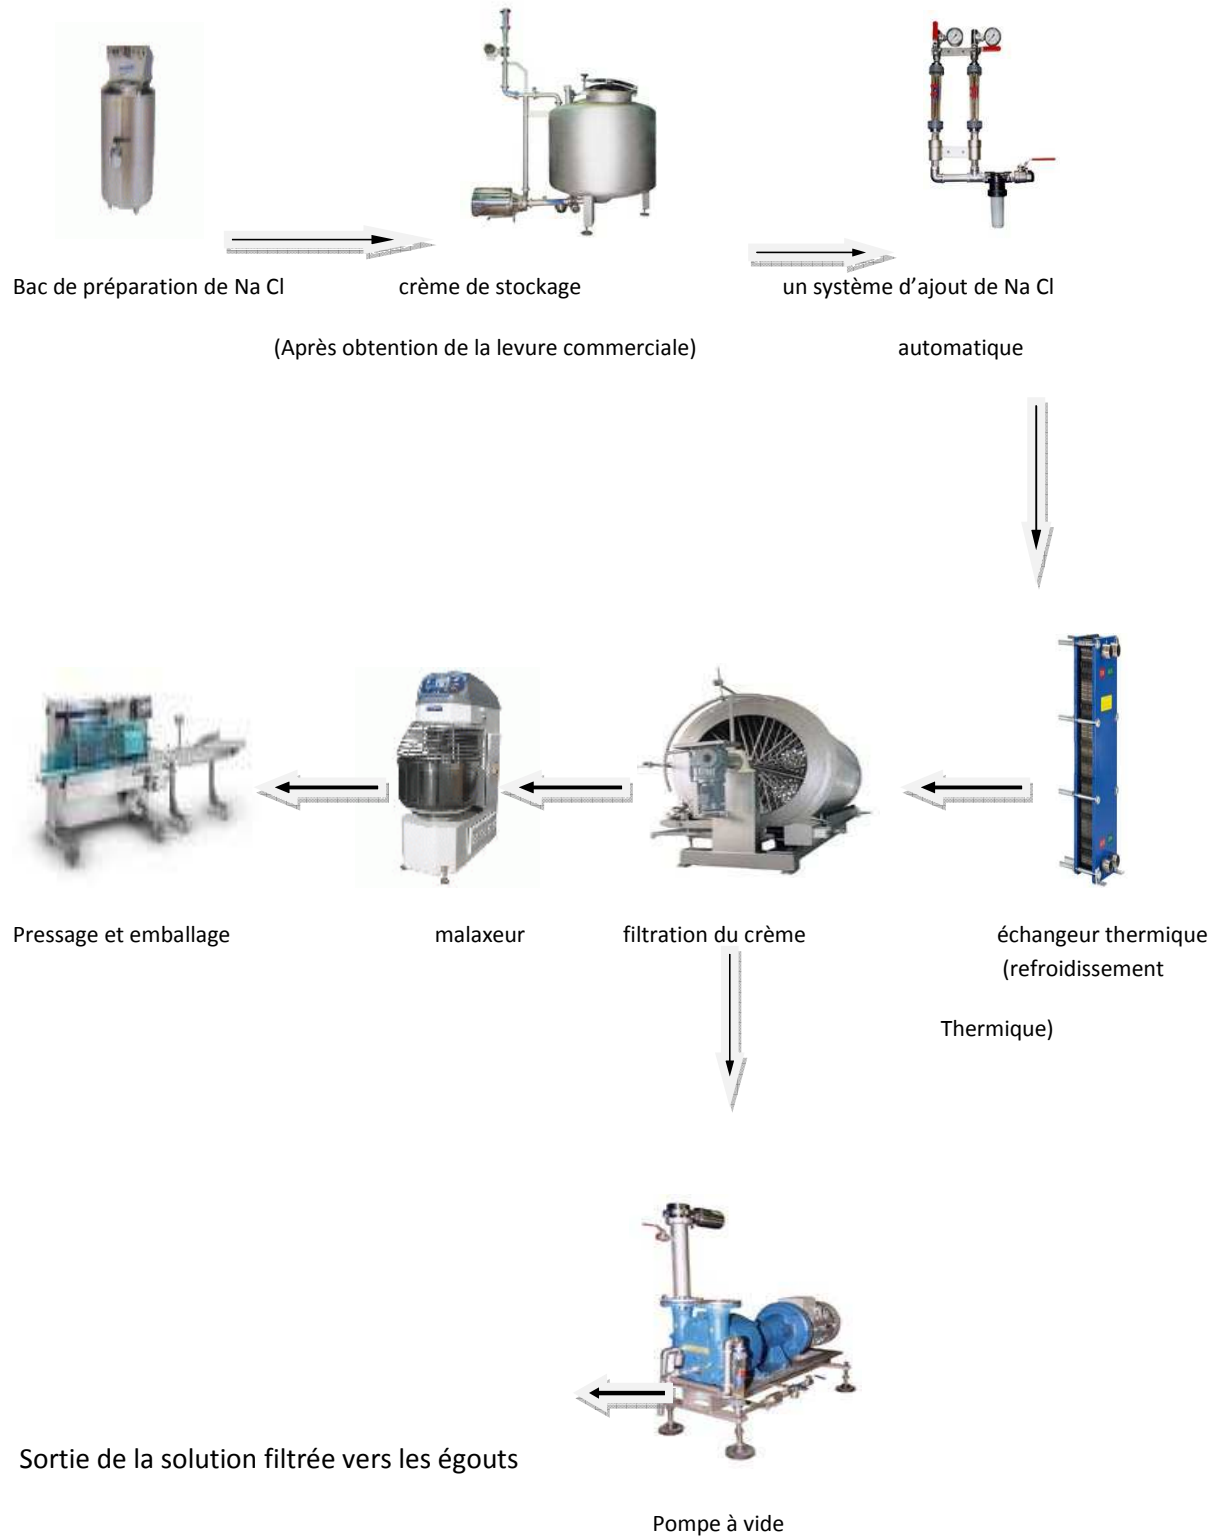 Bac de préparation de Na Cl
crème de stockage
un système d’ajout de Na Cl
(Après obtention de la levure commerciale)
automatique
Pressage et emballage
malaxeur
filtration du crème
échangeur thermique
(refroidissement
Thermique)
Sortie de la solution filtrée vers les égouts
Pompe à vide